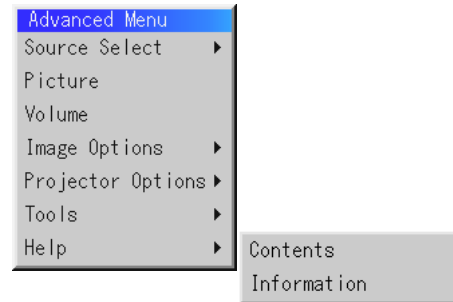 Advanced Menu
Source Select
Picture
Volume
Image Options
Projector Options
Tools
Help
Contents
Information